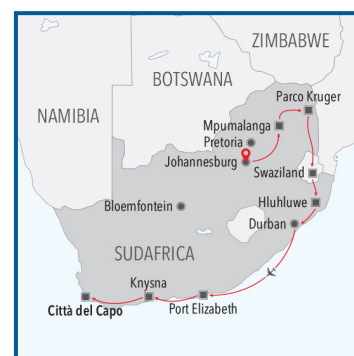 ZIMBABWE
BOTSWANA
Parco Kruger
NAMIBIA
Mpumalanga
Pretoria
Johannesburg
Swaziland
Hluhluwe
Bloemfontein
Durban
SUDAFRICA
Knysna
Città del Capo
Port Elizabeth